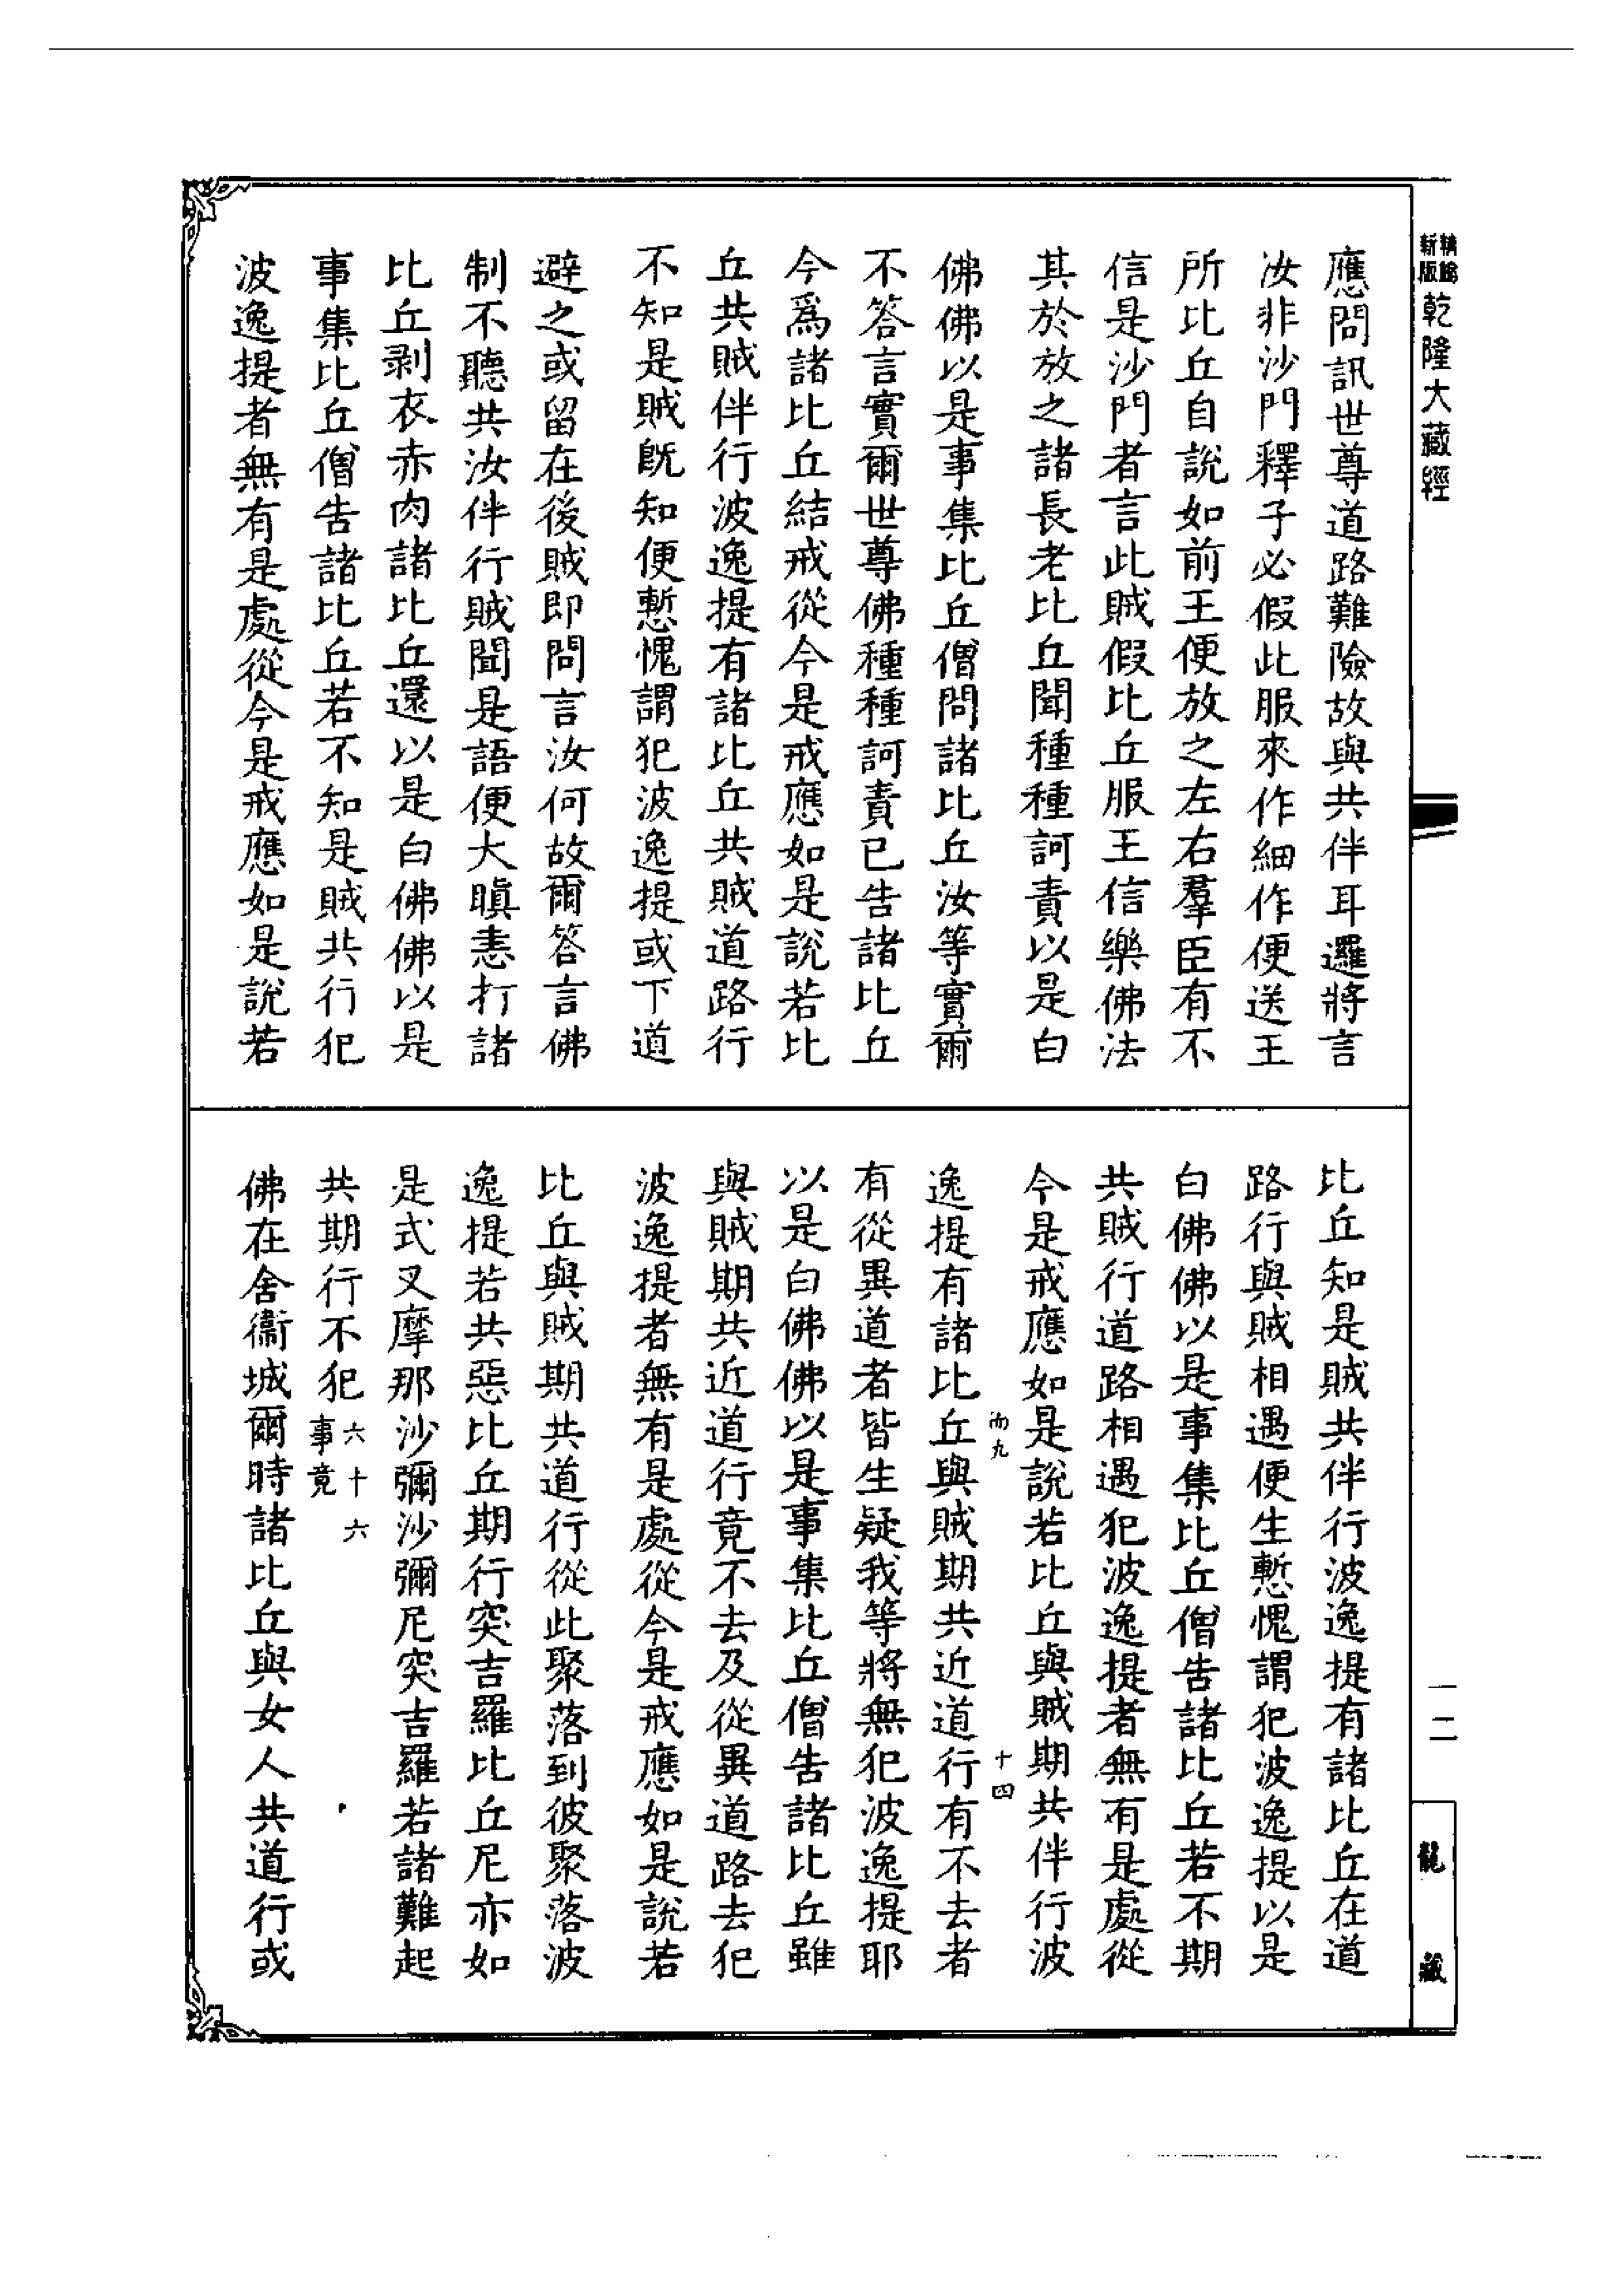 新編縮版乾隆大藏經
應問訊世尊道路難險故與共伴耳邏將言
汝非沙門釋子必假此服來作細作便送王
所比丘自說如前王便放之左右羣臣有不
信是沙門者言此賊假比丘服王信樂佛法
其於放之諸長老比丘聞種種訶責以是白
佛佛以是事集比丘僧問諸比丘汝等實爾
不答言實爾世尊佛種種訶責已告諸比丘
今爲諸比丘結戒從今是戒應如是說若比
丘共賊伴行波逸提有諸比丘共賊道路行
不知是賊旣知便慙愧謂犯波逸提或下道
避之或留在後賊即問言汝何故爾答言佛
制不聽共汝伴行賊聞是語便大瞋恚打諸
比丘剥衣赤肉諸比丘還以是白佛佛以是
事集比丘僧告諸比丘若不知是賊共行犯
波逸提者無有是處從今是戒應如是說若
比丘知是賊共伴行波逸提有諸比丘在道
路行與賊相遇便生慙愧謂犯波逸提以是
白佛佛以是事集比丘僧告諸比丘若不期
共賊行道路相遇犯波逸提者無有是處從
今是戒應如是說若比丘與賊期共伴行波
九 十四
逸提有諸比丘與賊期共近道行有不去者
有從異道者皆生疑我等將無犯波逸提耶
以是白佛佛以是事集比丘僧告諸比丘雖
與賊期共近道行竟不去及從異道路去犯
波逸提者無有是處從今是戒應如是說若
比丘與賊期共道行從此聚落到彼聚落波
逸提若共惡比丘期行突吉羅比丘尼亦如
是式叉摩那沙彌沙彌尼突吉羅若諸難起
共期行不犯六十六事竟
佛在舍衞城爾時諸比丘與女人共道行或
一二
龍藏